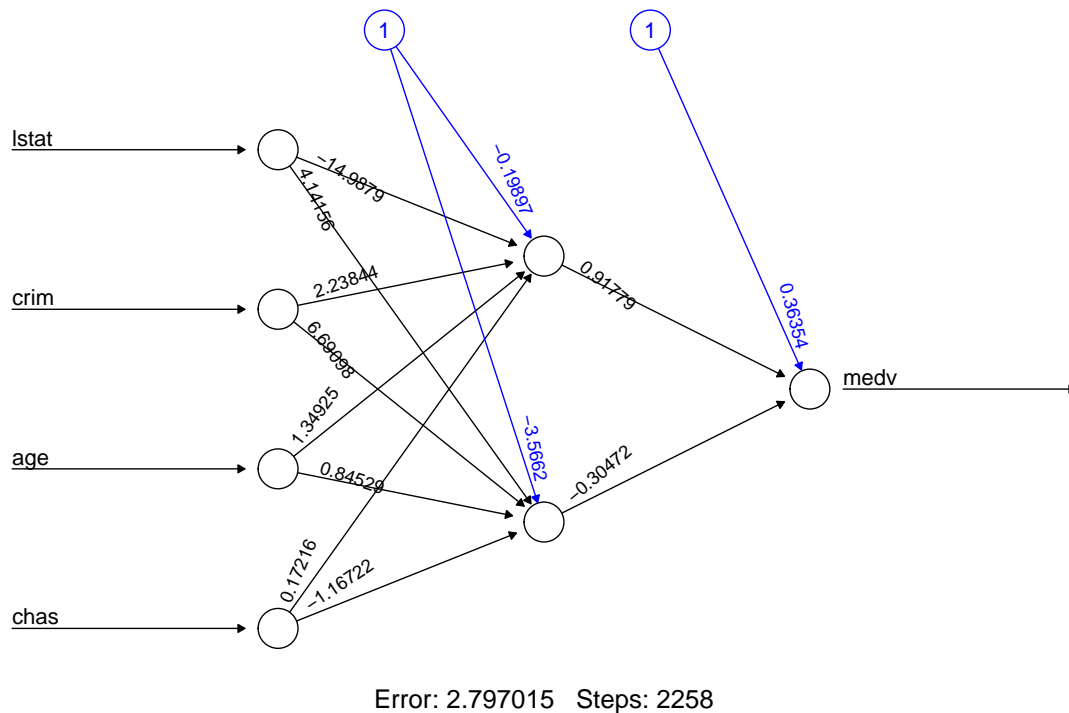 1
1
lstat
−14.9879
4.14156
−0.19897
crim
2.23844
6.69098
0.91779
0.36354
medv
age
1.34925
0.84529
−3.5662
−0.30472
chas
0.17216
−1.16722
Error: 2.797015 Steps: 2258